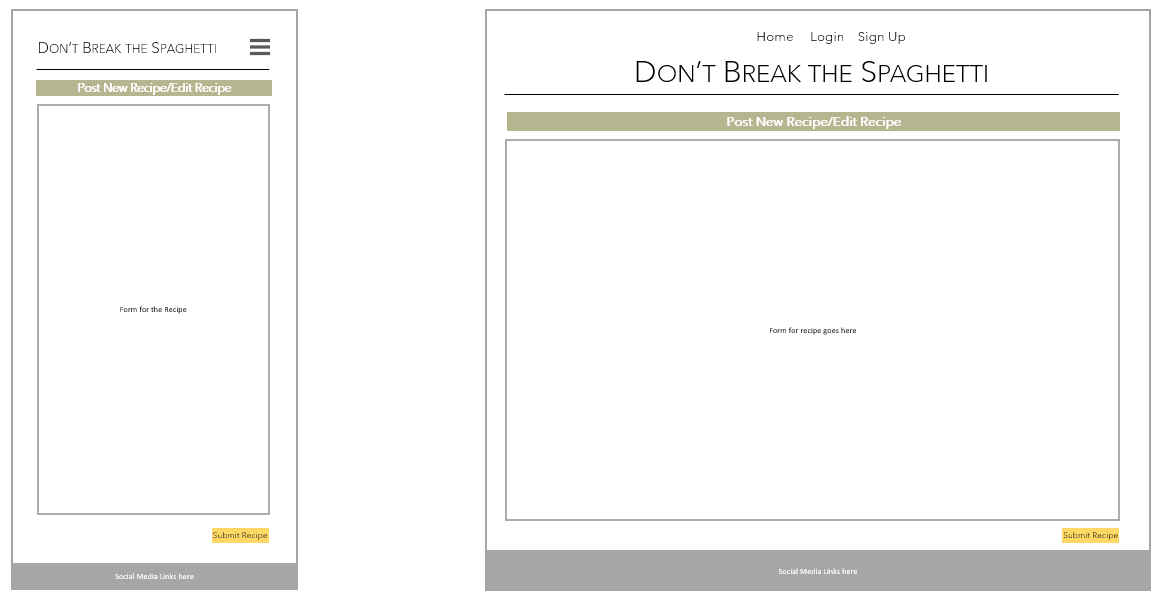 DON'T BREAK THE SPAGHETTI
Post New Recipe/Edit Recipe
Form for the Recipe
Submit Recipe
Social Media Links here
Home Login Sign Up
DON'T BREAK THE SPAGHETTI
Post New Recipe/Edit Recipe
Form for recipe goes here
Submit Recipe
Social Media Links here